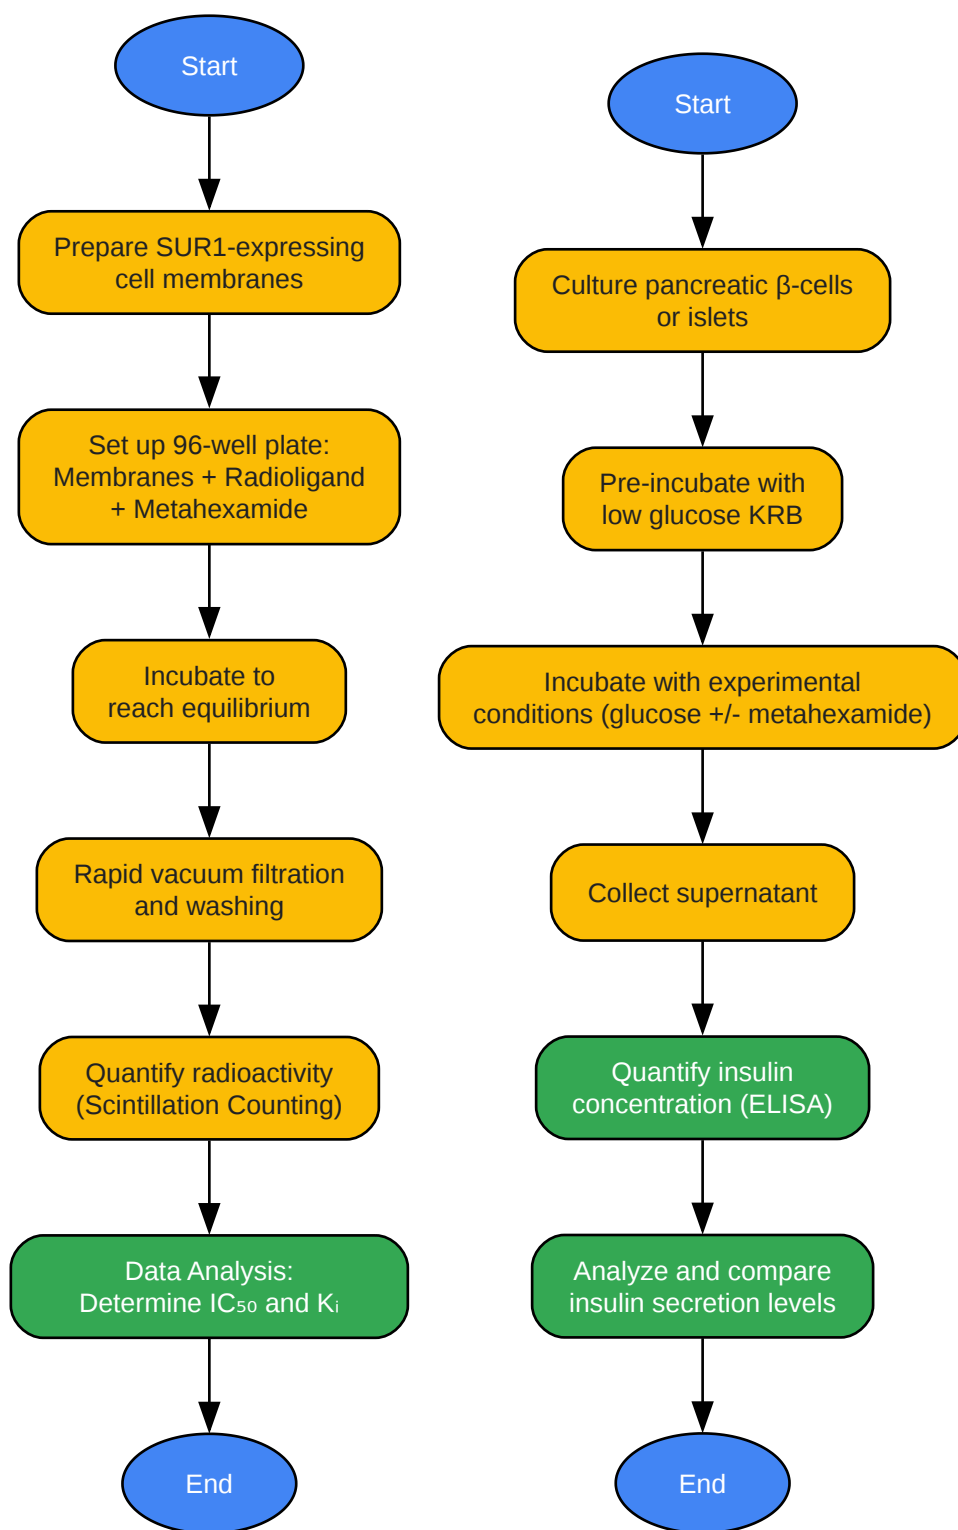 Start
Prepare SUR1-expressing
cell membranes
Set up 96-well plate:
Membranes + Radioligand
+ Metahexamide
Incubate to
reach equilibrium
Rapid vacuum filtration
and washing
Quantify radioactivity
(Scintillation Counting)
Data Analysis:
Determine IC₅₀ and Kᵢ
End
Start
Culture pancreatic β-cells
or islets
Pre-incubate with
low glucose KRB
Incubate with experimental
conditions (glucose +/- metahexamide)
Collect supernatant
Quantify insulin
concentration (ELISA)
Analyze and compare
insulin secretion levels
End